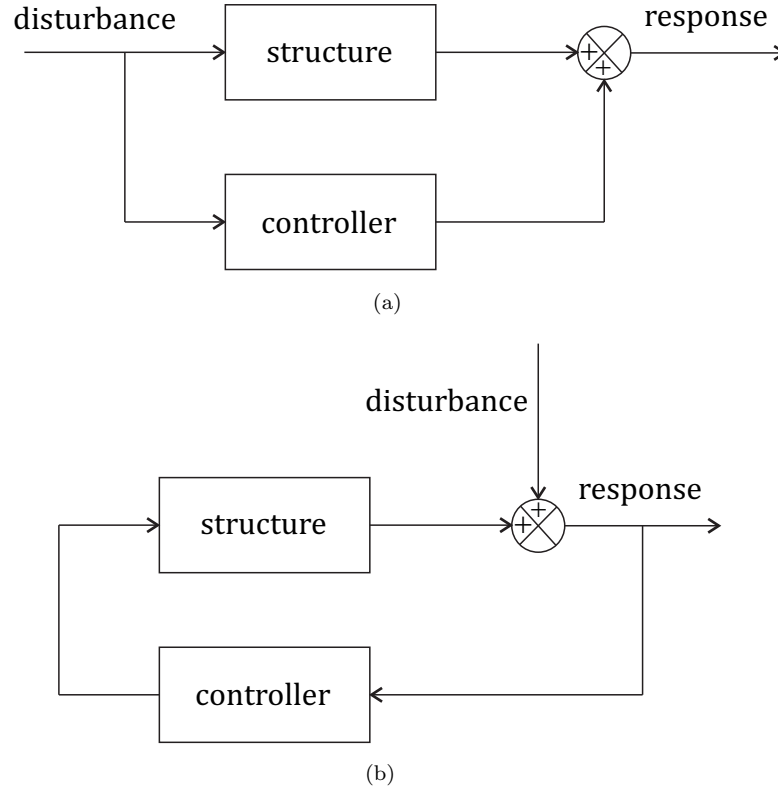 disturbance
response
structure
+
+
controller
(a)
disturbance
response
structure
+
+
controller
(b)